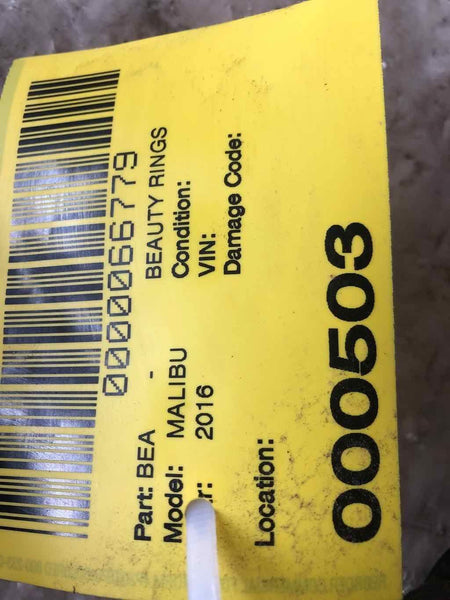 0000066779
Part: BEA - BEAUTY RINGS
Model: MALIBU Condition:
r: 2016 VIN:
Damage Code:
Location:
000503